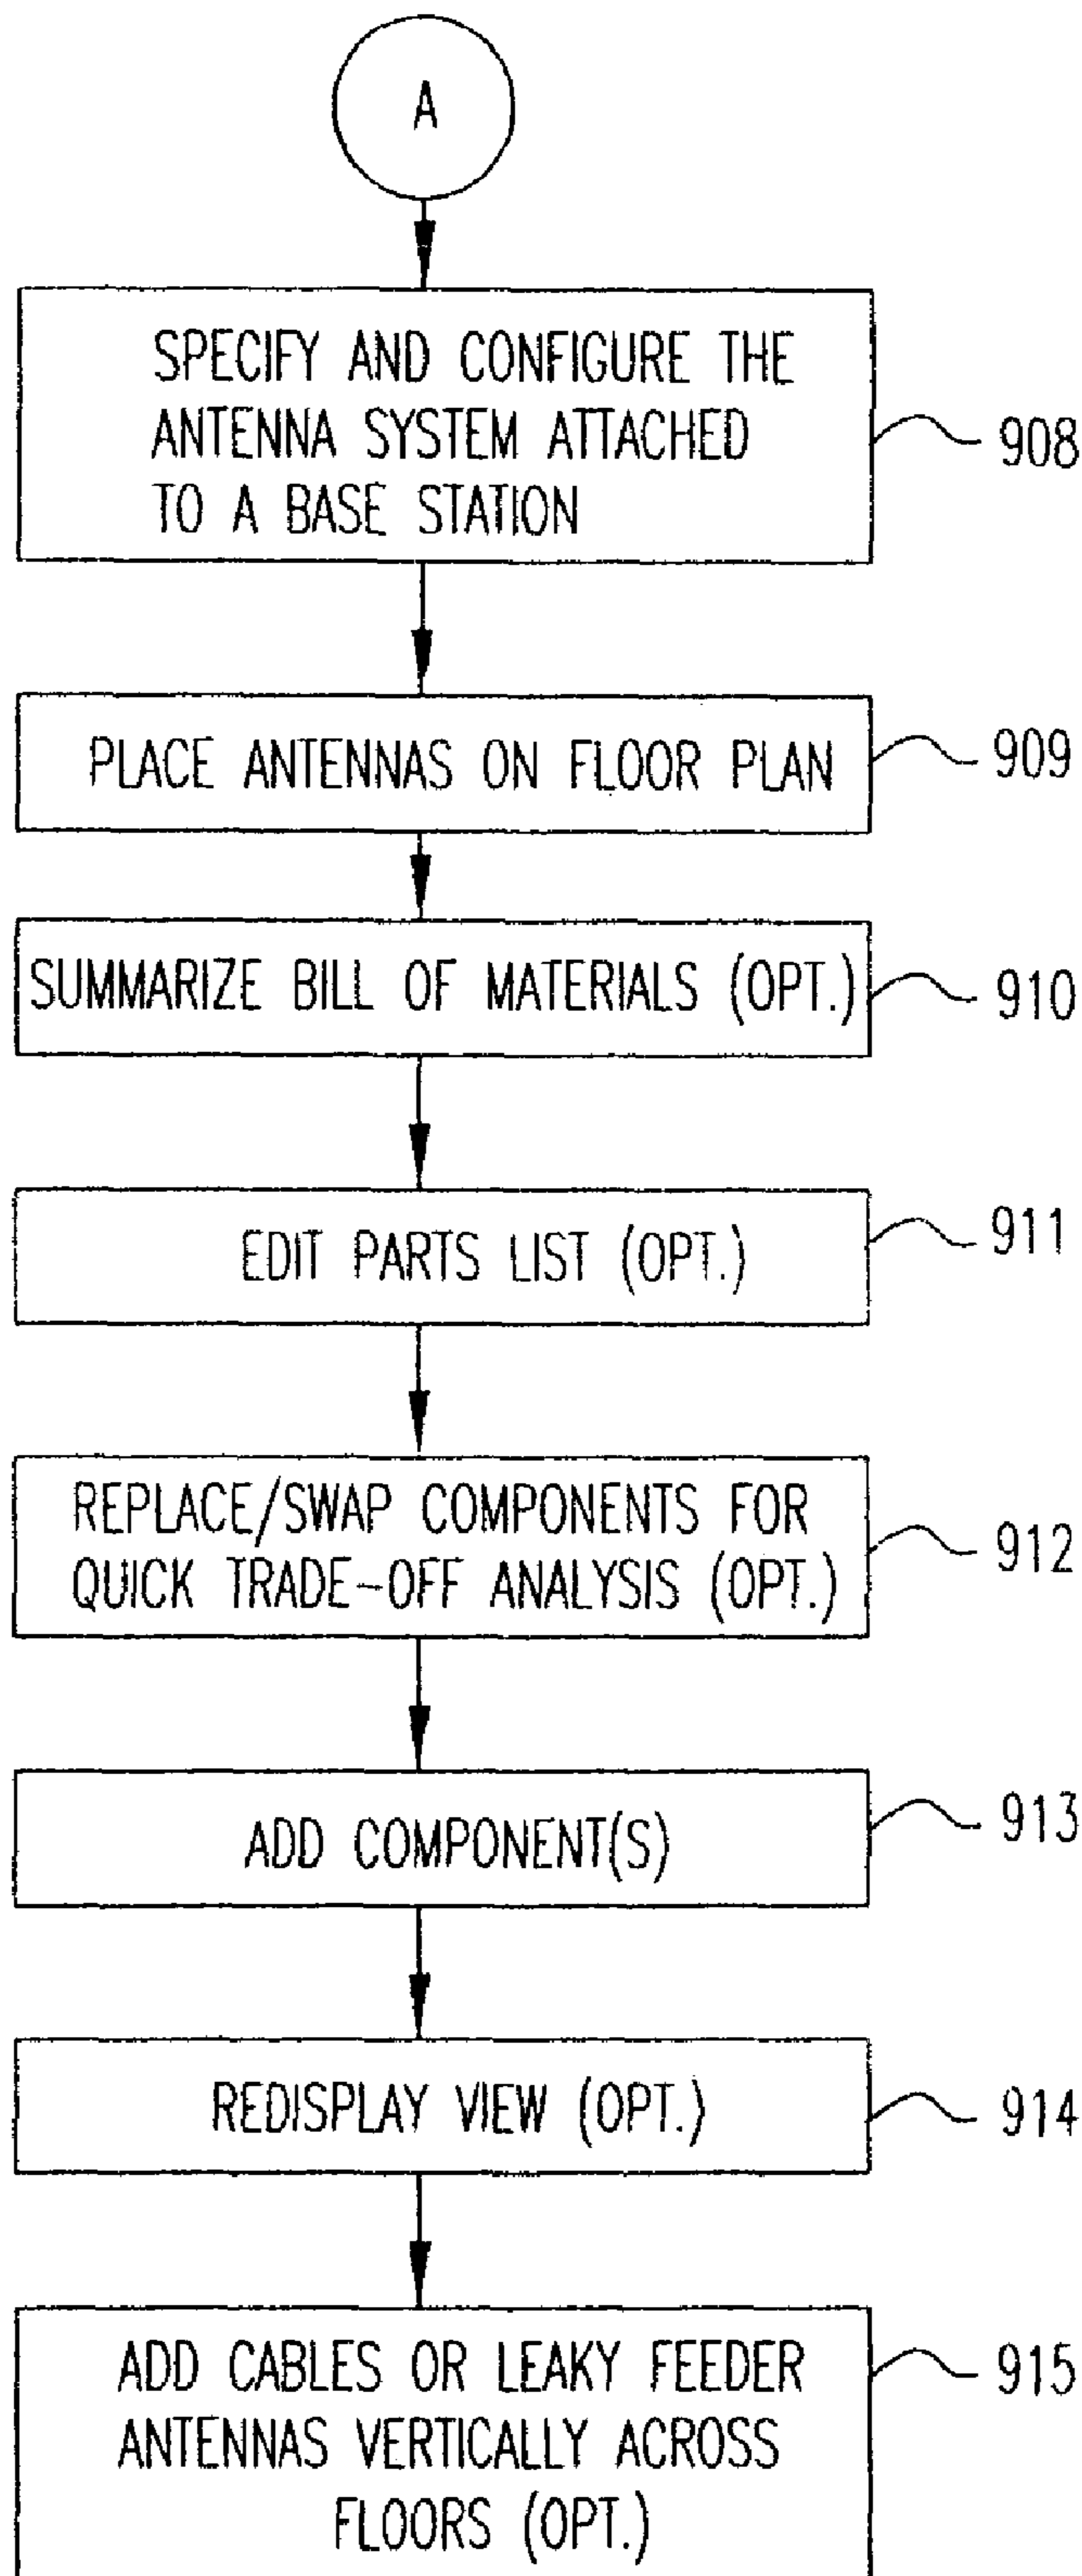 A
SPECIFY AND CONFIGURE THE
ANTENNA SYSTEM ATTACHED
TO A BASE STATION
908
PLACE ANTENNAS ON FLOOR PLAN
909
SUMMARIZE BILL OF MATERIALS (OPT.)
910
EDIT PARTS LIST (OPT.)
911
REPLACE/SWAP COMPONENTS FOR
QUICK TRADE-OFF ANALYSIS (OPT.)
912
ADD COMPONENT(S)
913
REDISPLAY VIEW (OPT.)
914
ADD CABLES OR LEAKY FEEDER
ANTENNAS VERTICALLY ACROSS
FLOORS (OPT.)
915